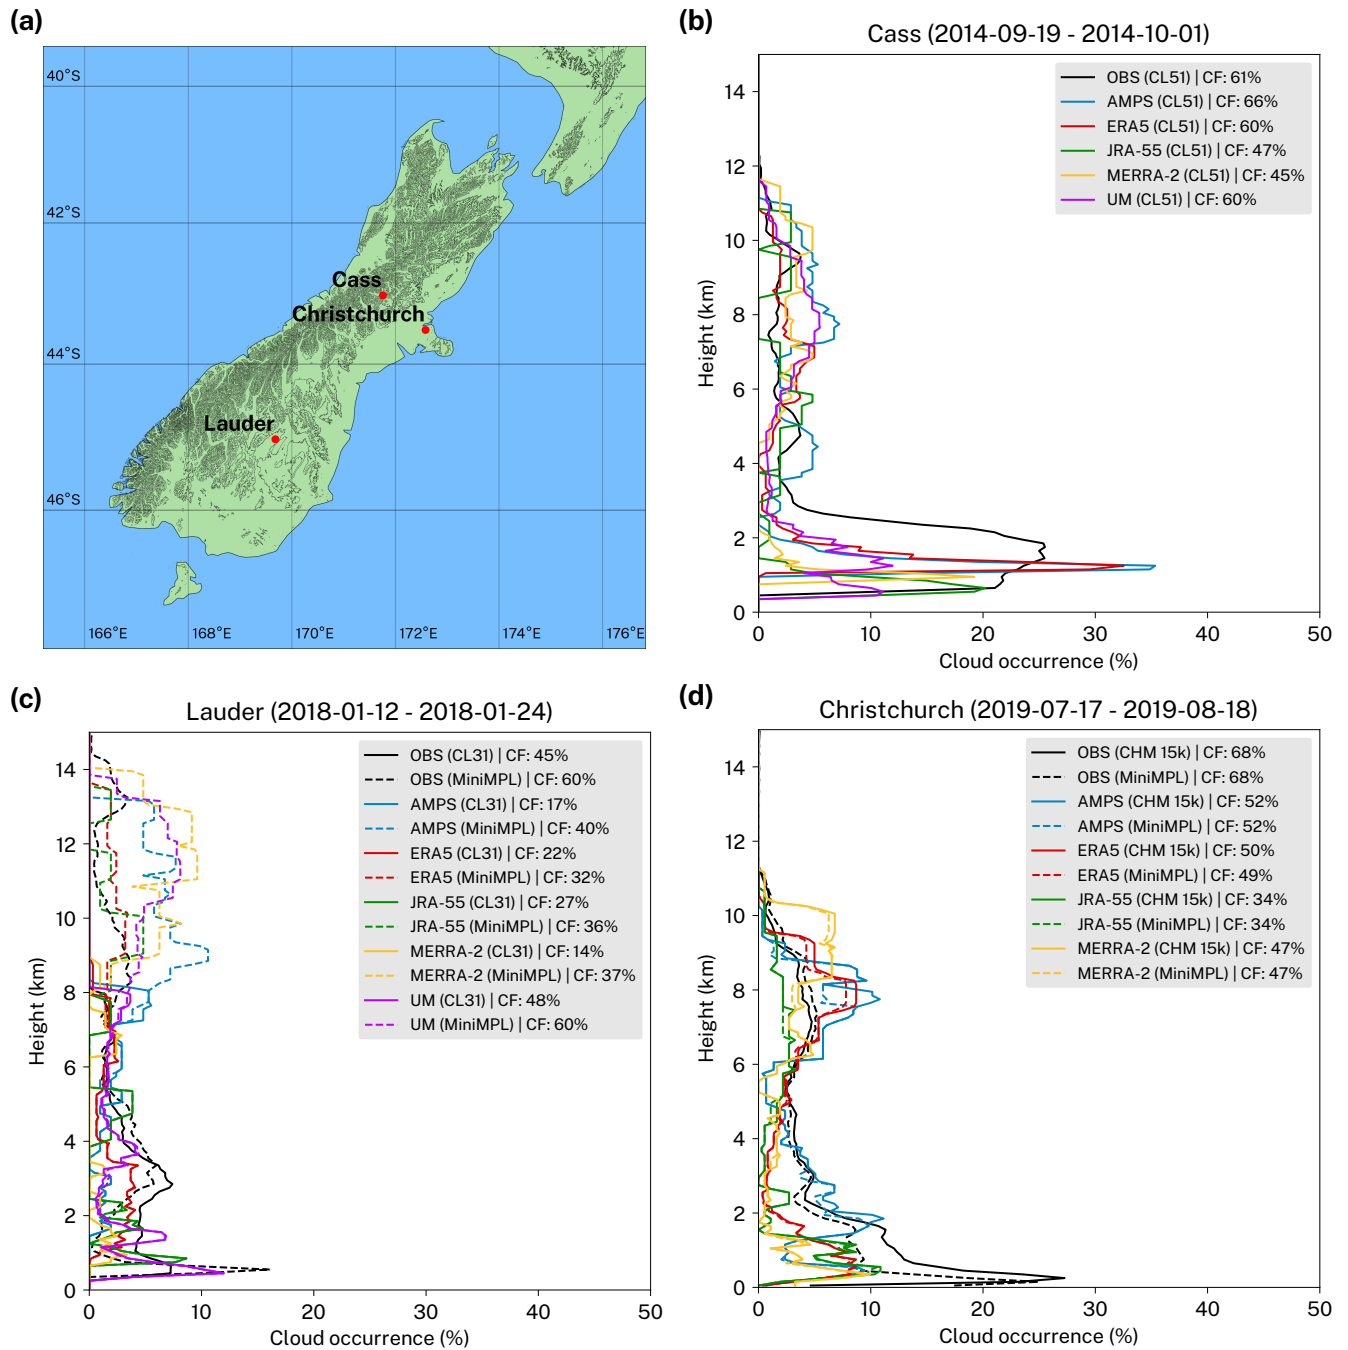 (a)
40°S
42°S
44°S
46°S
166°E
168°E
170°E
172°E
174°E
176°E
Cass
Christchurch
Lauder
(b)
Cass (2014-09-19 - 2014-10-01)
OBS (CL51) | CF: 61%
AMPS (CL51) | CF: 66%
ERA5 (CL51) | CF: 60%
JRA-55 (CL51) | CF: 47%
MERRA-2 (CL51) | CF: 45%
UM (CL51) | CF: 60%
Height (km)
14
12
10
8
6
4
2
0
0 10 20 30 40 50
Cloud occurrence (%)
(c)
Lauder (2018-01-12 - 2018-01-24)
OBS (CL31) | CF: 45%
OBS (MiniMPL) | CF: 60%
AMPS (CL31) | CF: 17%
AMPS (MiniMPL) | CF: 40%
ERA5 (CL31) | CF: 22%
ERA5 (MiniMPL) | CF: 32%
JRA-55 (CL31) | CF: 27%
JRA-55 (MiniMPL) | CF: 36%
MERRA-2 (CL31) | CF: 14%
MERRA-2 (MiniMPL) | CF: 37%
UM (CL31) | CF: 48%
UM (MiniMPL) | CF: 60%
Height (km)
14
12
10
8
6
4
2
0
0 10 20 30 40 50
Cloud occurrence (%)
(d)
Christchurch (2019-07-17 - 2019-08-18)
OBS (CHM 15k) | CF: 68%
OBS (MiniMPL) | CF: 68%
AMPS (CHM 15k) | CF: 52%
AMPS (MiniMPL) | CF: 52%
ERA5 (CHM 15k) | CF: 50%
ERA5 (MiniMPL) | CF: 49%
JRA-55 (CHM 15k) | CF: 34%
JRA-55 (MiniMPL) | CF: 34%
MERRA-2 (CHM 15k) | CF: 47%
MERRA-2 (MiniMPL) | CF: 47%
Height (km)
14
12
10
8
6
4
2
0
0 10 20 30 40 50
Cloud occurrence (%)